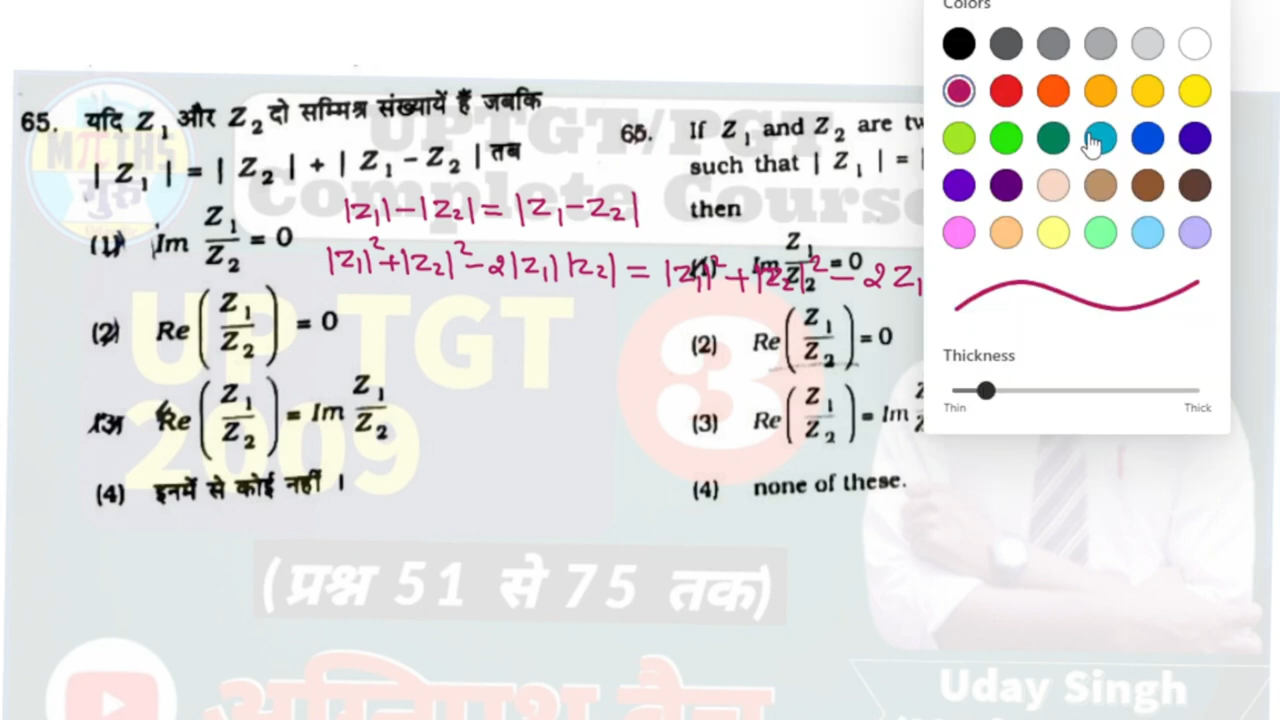 Colors
65. यदि Z₁ और Z₂ दो सम्मिश्र संख्यायें हैं जबकि
| Z₁ | = | Z₂ | + | Z₁ - Z₂ | तब
|z₁|-|z₂| = |z₁-z₂|
(1) Im Z₁/Z₂ = 0
|z₁|²+|z₂|²-2|z₁||z₂| = |z₁|²+|z₂|²-2z₁
(2) Re (Z₁/Z₂) = 0
Re (Z₁/Z₂) = Im Z₁/Z₂
(4) इनमें से कोई नहीं ।
65. If Z₁ and Z₂ are
such that | Z₁ | =
then
(1) Im Z₁/Z₂ = 0
(2) Re (Z₁/Z₂) = 0
(3) Re (Z₁/Z₂) = Im
(4) none of these.
Thickness
Thin Thick
MπTHS
गुरु
UPTGT/PGT
Complete Course
UP TGT
2009
3
(प्रश्न 51 से 75 तक)
अग्निपथ बैच
Uday Singh